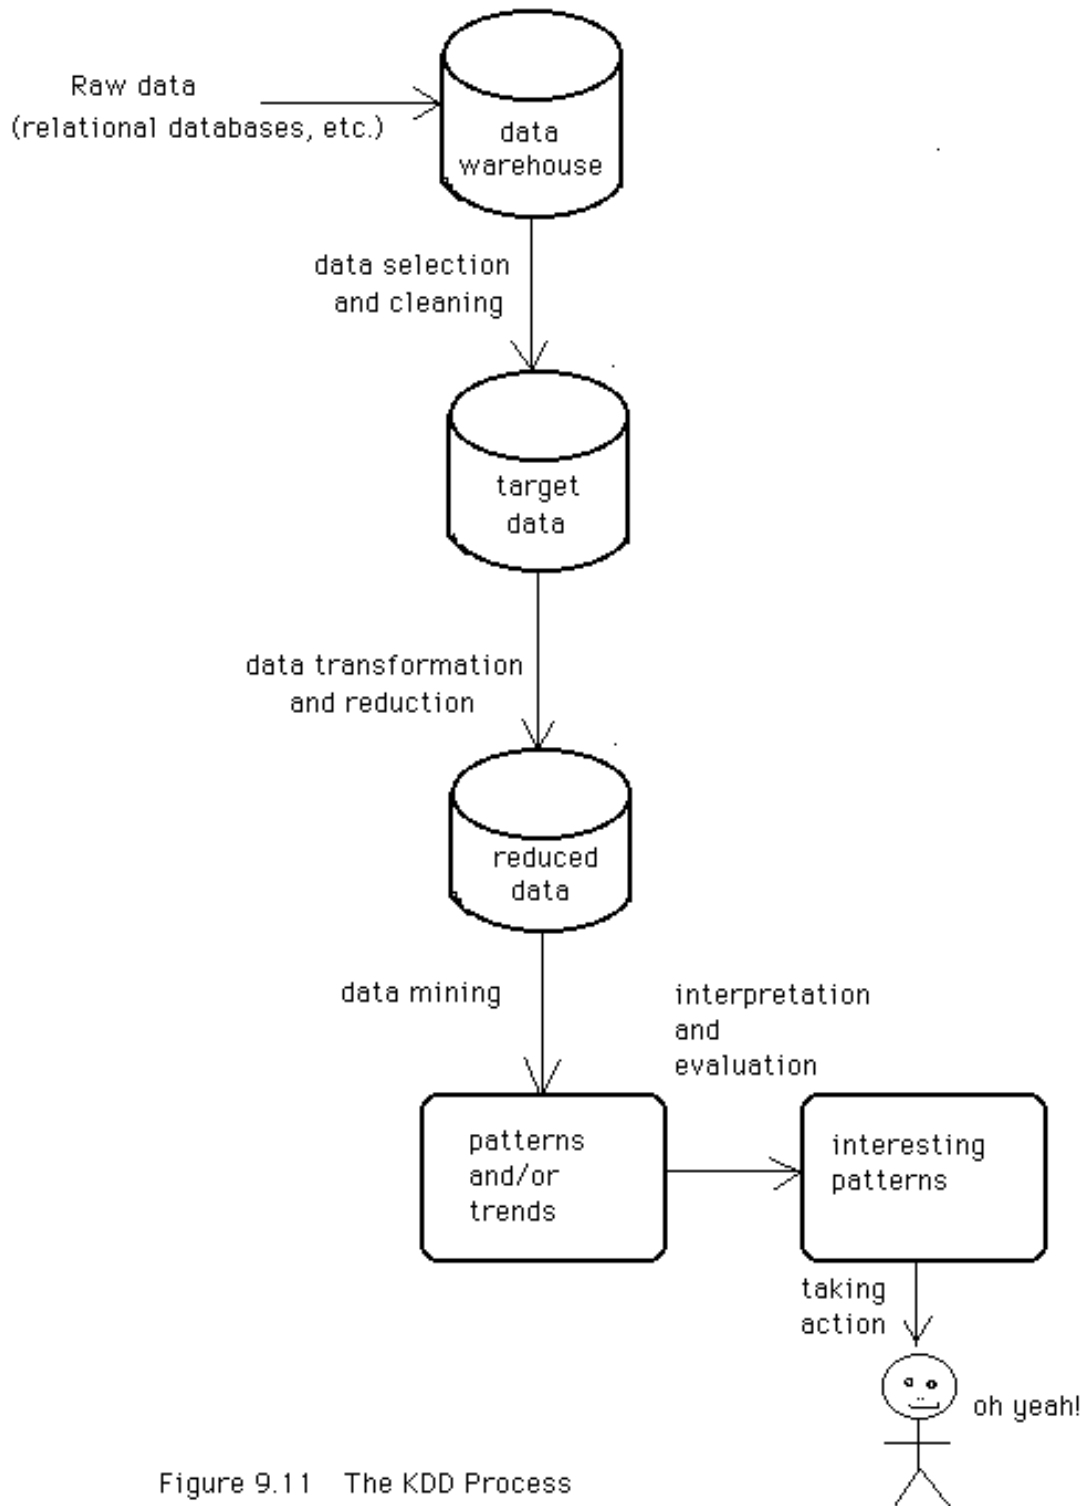 Raw data
(relational databases, etc.)
data
warehouse
data selection
and cleaning
target
data
data transformation
and reduction
reduced
data
data mining
interpretation
and
evaluation
patterns
and/or
trends
interesting
patterns
taking
action
oh yeah!
Figure 9.11 The KDD Process